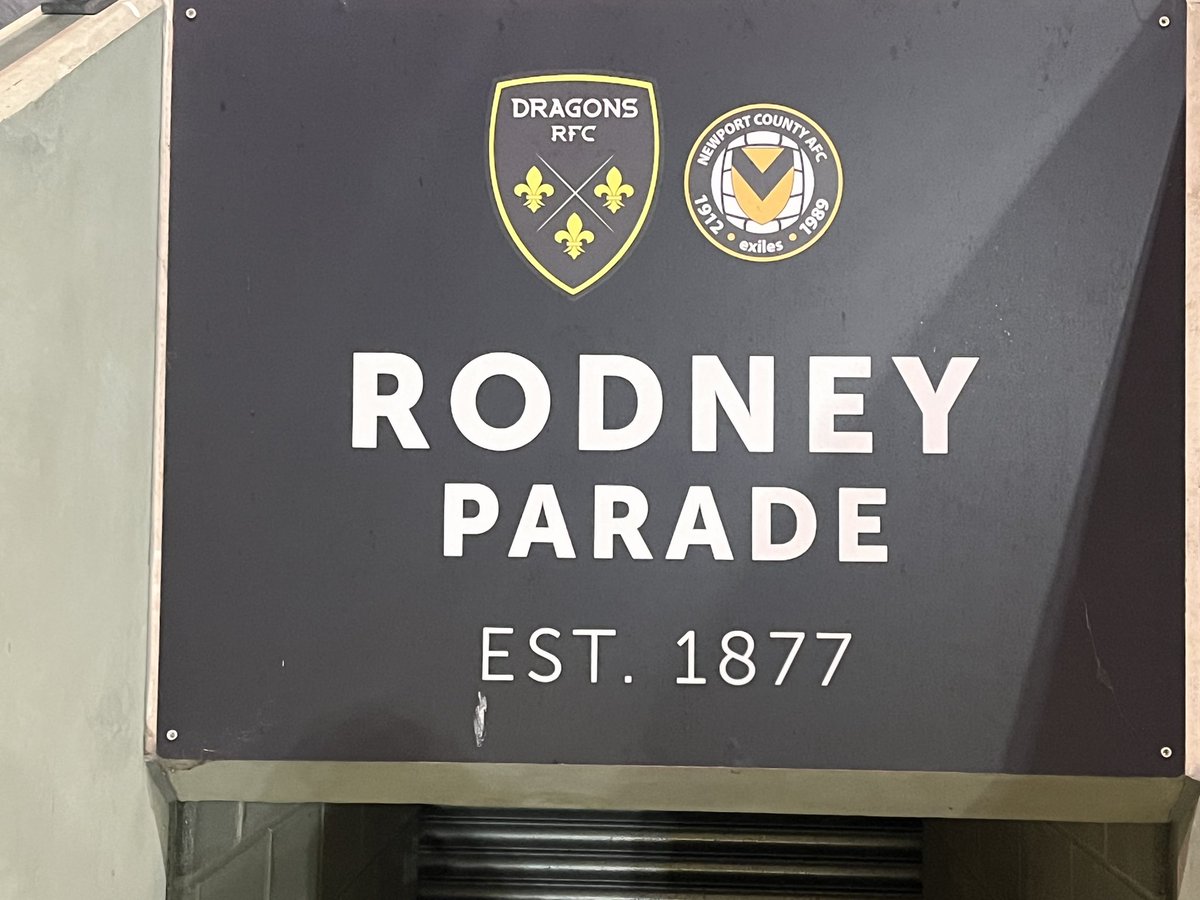 DRAGONS
RFC
NEWPORT COUNTY AFC
1912 • exiles • 1989
RODNEY
PARADE
EST. 1877